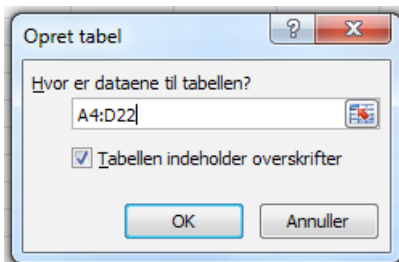 Opret tabel
Hvor er dataene til tabellen?
A4:D22
Tabellen indeholder overskrifter
OK Annuller